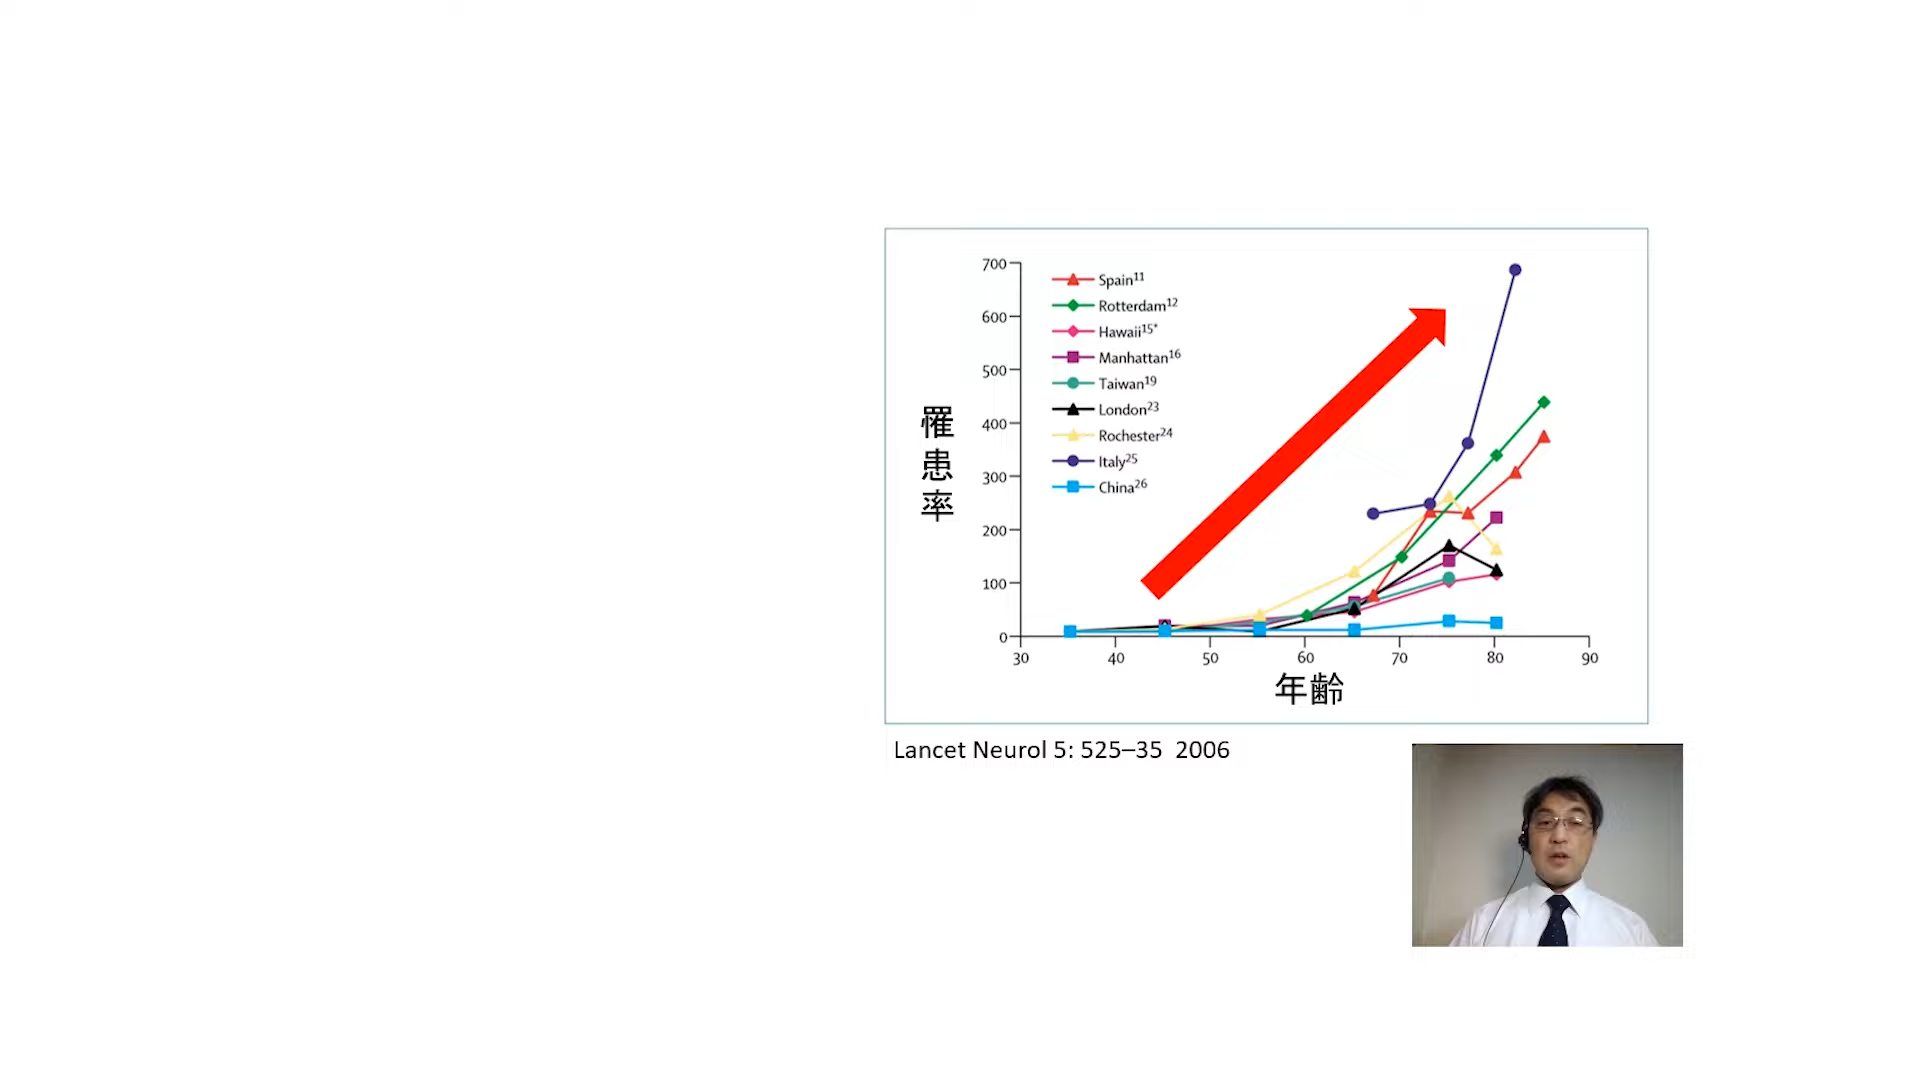 700
600
500
400
300
200
100
0
30 40 50 60 70 80 90
Spain11
Rotterdam12
Hawaii15*
Manhattan16
Taiwan19
London23
Rochester24
Italy25
China26
罹患率
年齢
Lancet Neurol 5: 525–35 2006